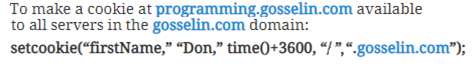 To make a cookie at programming.gosselin.com available
to all servers in the gosselin.com domain:
setcookie(“firstName,” “Don,” time()+3600, “/ ”,“.gosselin.com”);